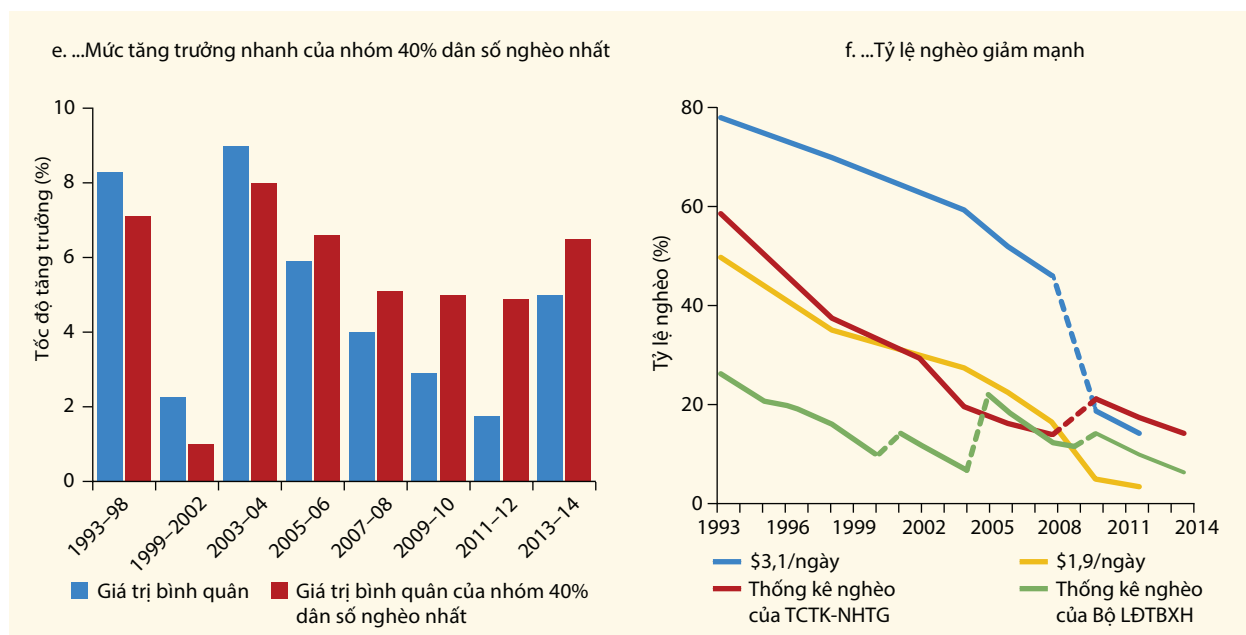 e. ...Mức tăng trưởng nhanh của nhóm 40% dân số nghèo nhất
Tốc độ tăng trưởng (%)
10
8
6
4
2
0
1993–98
1999–2002
2003–04
2005–06
2007–08
2009–10
2011–12
2013–14
Giá trị bình quân
Giá trị bình quân của nhóm 40%
dân số nghèo nhất
f. ...Tỷ lệ nghèo giảm mạnh
Tỷ lệ nghèo (%)
80
60
40
20
0
1993
1996
1999
2002
2005
2008
2011
2014
$3,1/ngày
$1,9/ngày
Thống kê nghèo
của TCTK-NHTG
Thống kê nghèo
của Bộ LĐTBXH